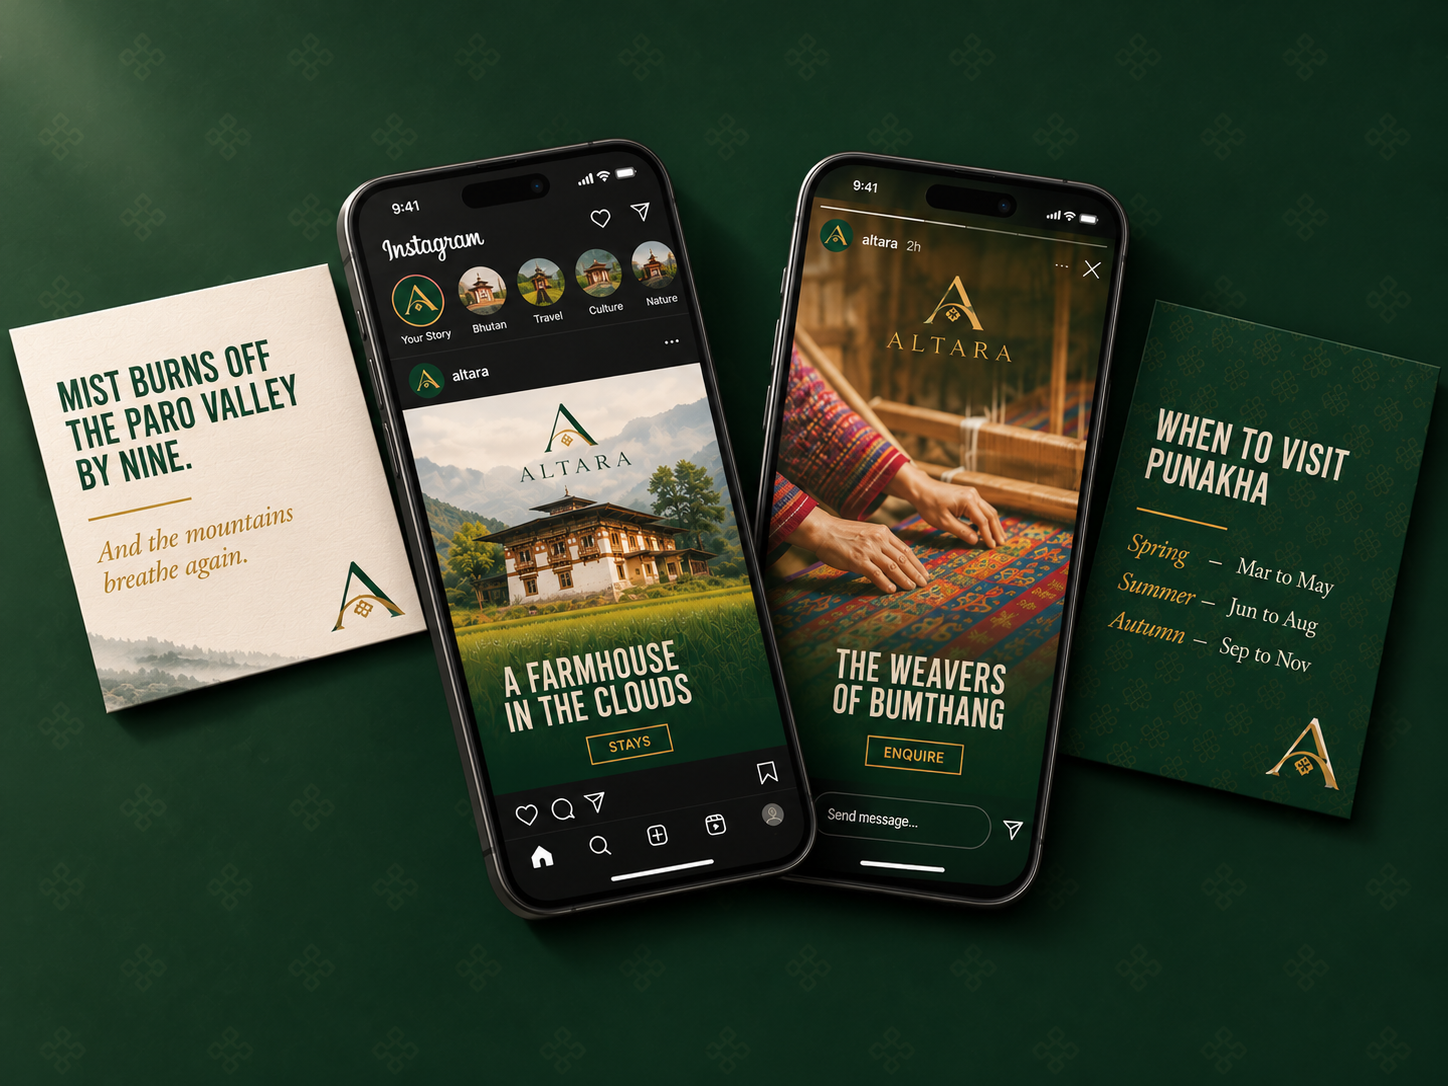 MIST BURNS OFF
THE PARO VALLEY
BY NINE.
And the mountains
breathe again.
9:41
Instagram
Your Story
Bhutan
Travel
Culture
Nature
altara
ALTARA
A FARMHOUSE
IN THE CLOUDS
STAYS
9:41
altara 2h
ALTARA
THE WEAVERS
OF BUMTHANG
ENQUIRE
Send message...
WHEN TO VISIT
PUNAKHA
Spring – Mar to May
Summer – Jun to Aug
Autumn – Sep to Nov